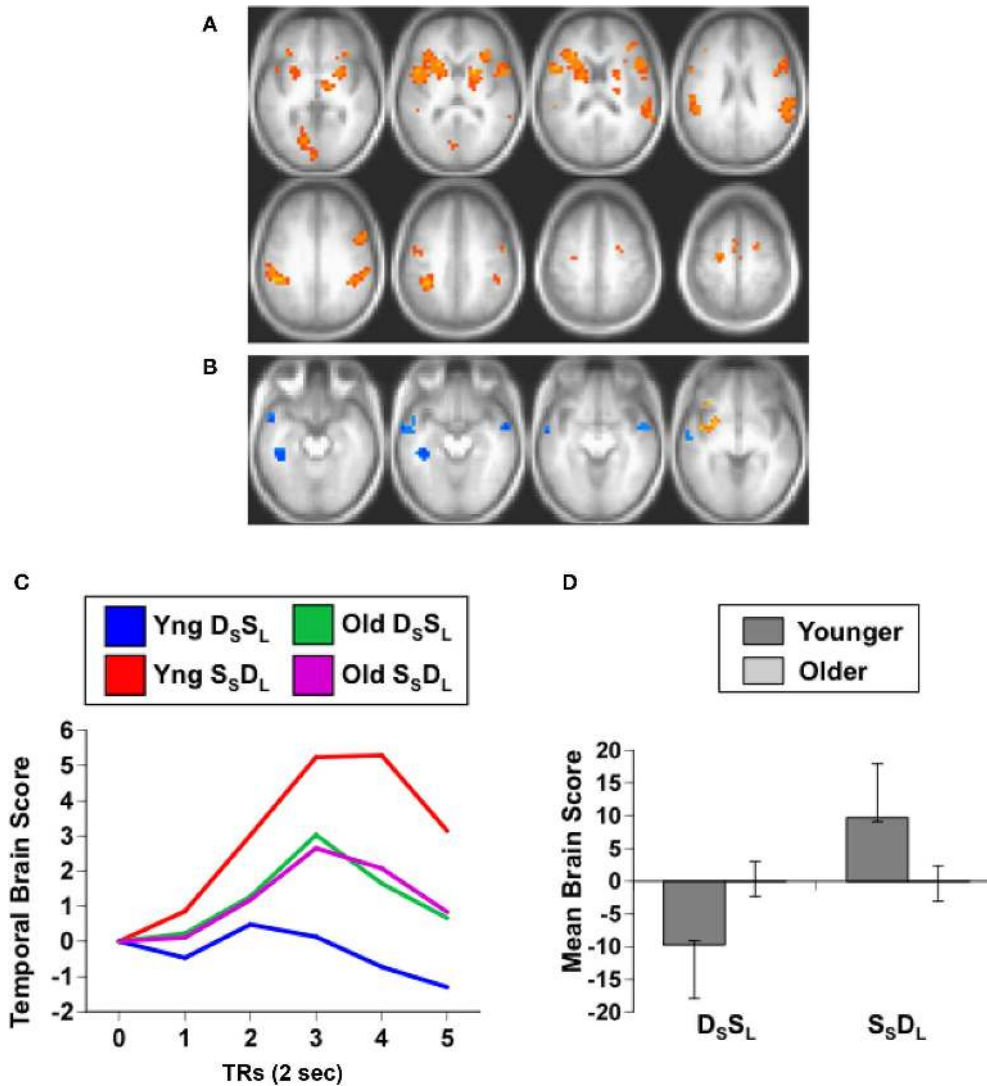 A
B
C
D
Yng DSSL
Old DSSL
Yng SSDL
Old SSDL
Younger
Older
Temporal Brain Score
6
5
4
3
2
1
0
-1
-2
0 1 2 3 4 5
TRs (2 sec)
Mean Brain Score
20
15
10
5
0
-5
-10
-15
-20
DSSL SSDL